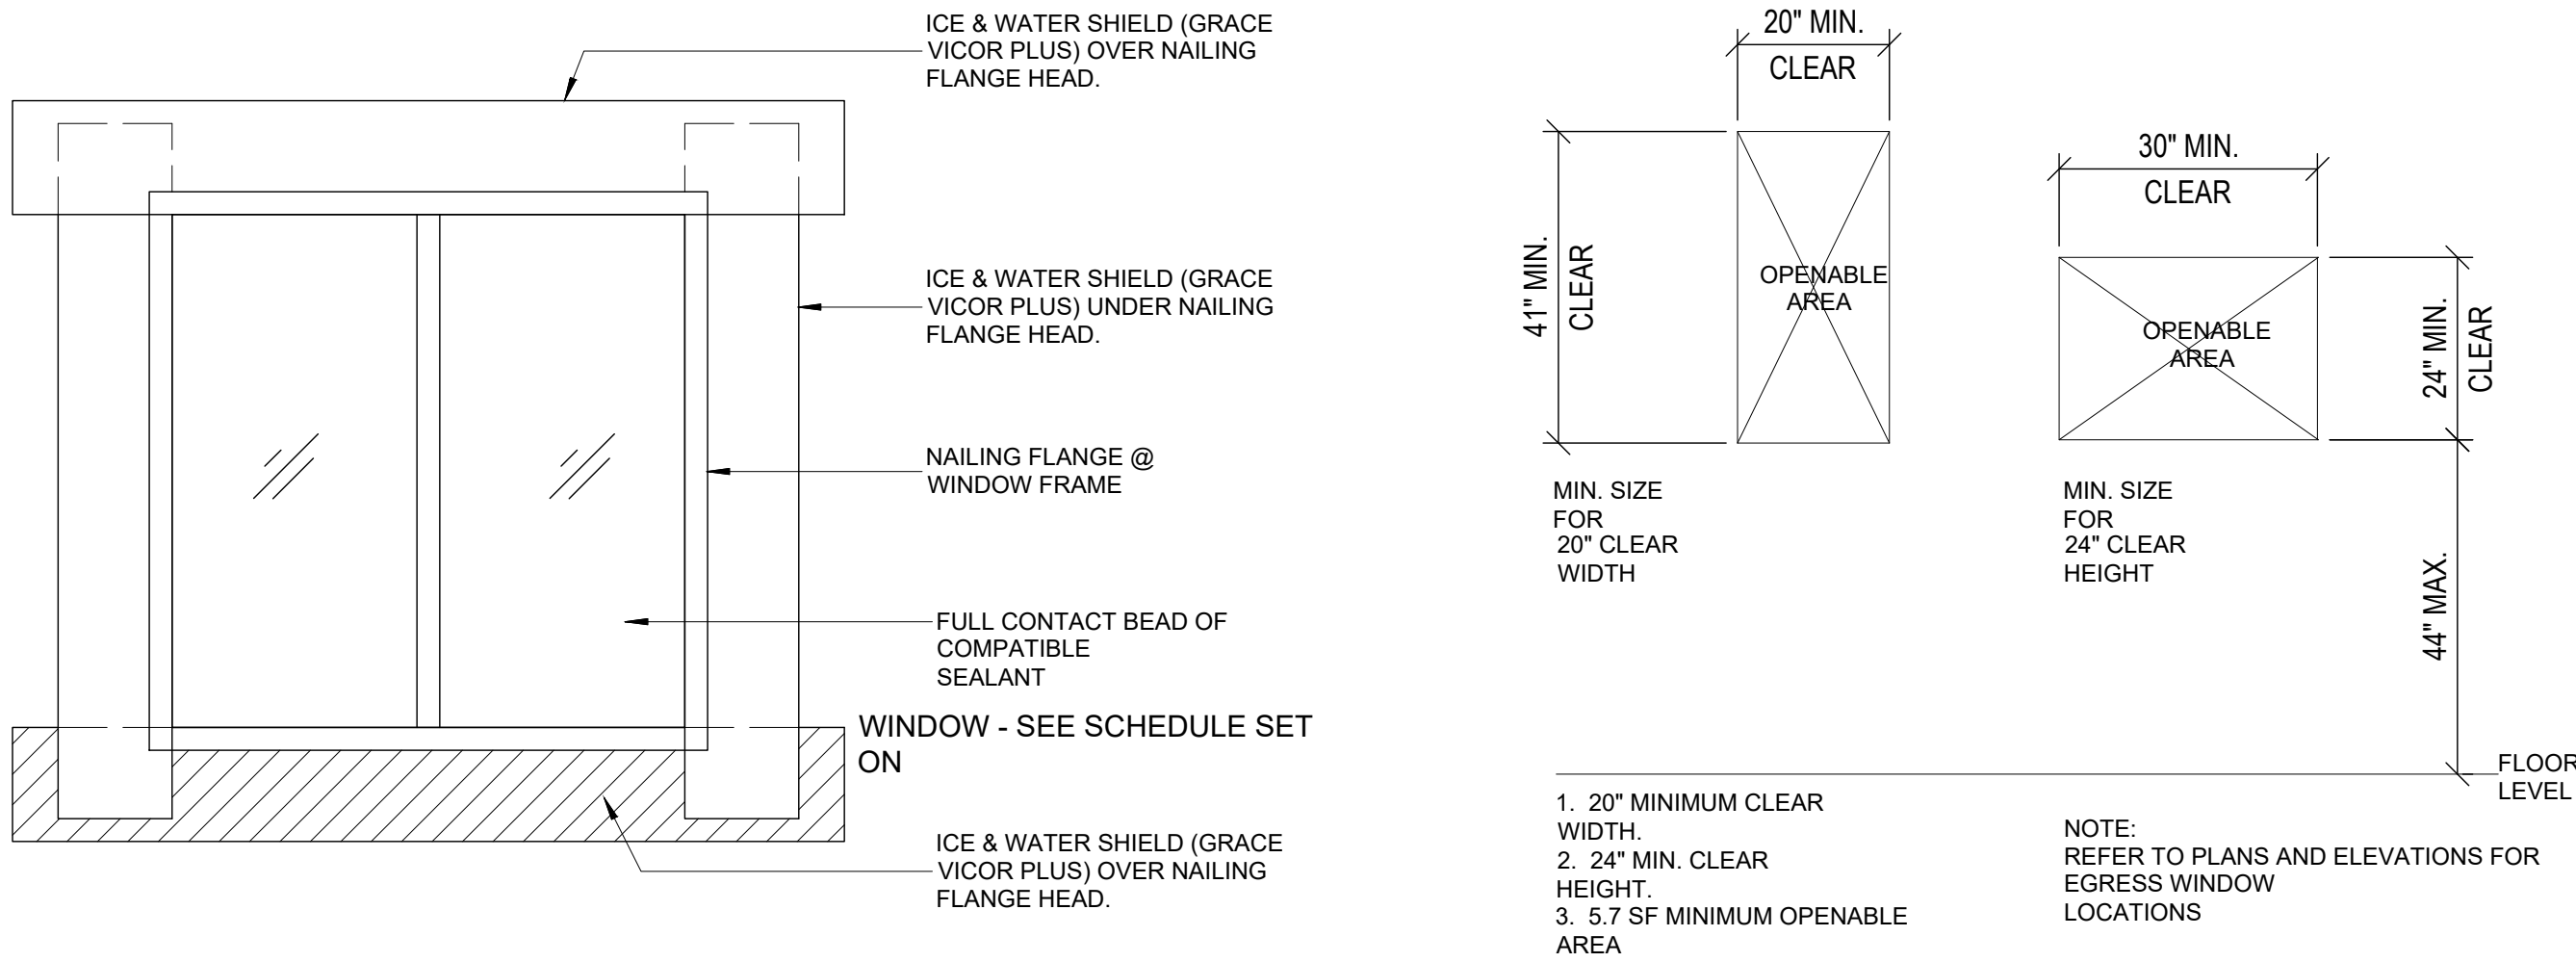 ICE & WATER SHIELD (GRACE
VICOR PLUS) OVER NAILING
FLANGE HEAD.
ICE & WATER SHIELD (GRACE
VICOR PLUS) UNDER NAILING
FLANGE HEAD.
NAILING FLANGE @
WINDOW FRAME
FULL CONTACT BEAD OF
COMPATIBLE
SEALANT
WINDOW - SEE SCHEDULE SET
ON
ICE & WATER SHIELD (GRACE
VICOR PLUS) OVER NAILING
FLANGE HEAD.
20" MIN.
CLEAR
41" MIN.
CLEAR
OPENABLE
AREA
MIN. SIZE
FOR
20" CLEAR
WIDTH
30" MIN.
CLEAR
OPENABLE
AREA
24" MIN.
CLEAR
MIN. SIZE
FOR
24" CLEAR
HEIGHT
44" MAX.
FLOOR
LEVEL
1. 20" MINIMUM CLEAR
WIDTH.
2. 24" MIN. CLEAR
HEIGHT.
3. 5.7 SF MINIMUM OPENABLE
AREA
NOTE:
REFER TO PLANS AND ELEVATIONS FOR
EGRESS WINDOW
LOCATIONS